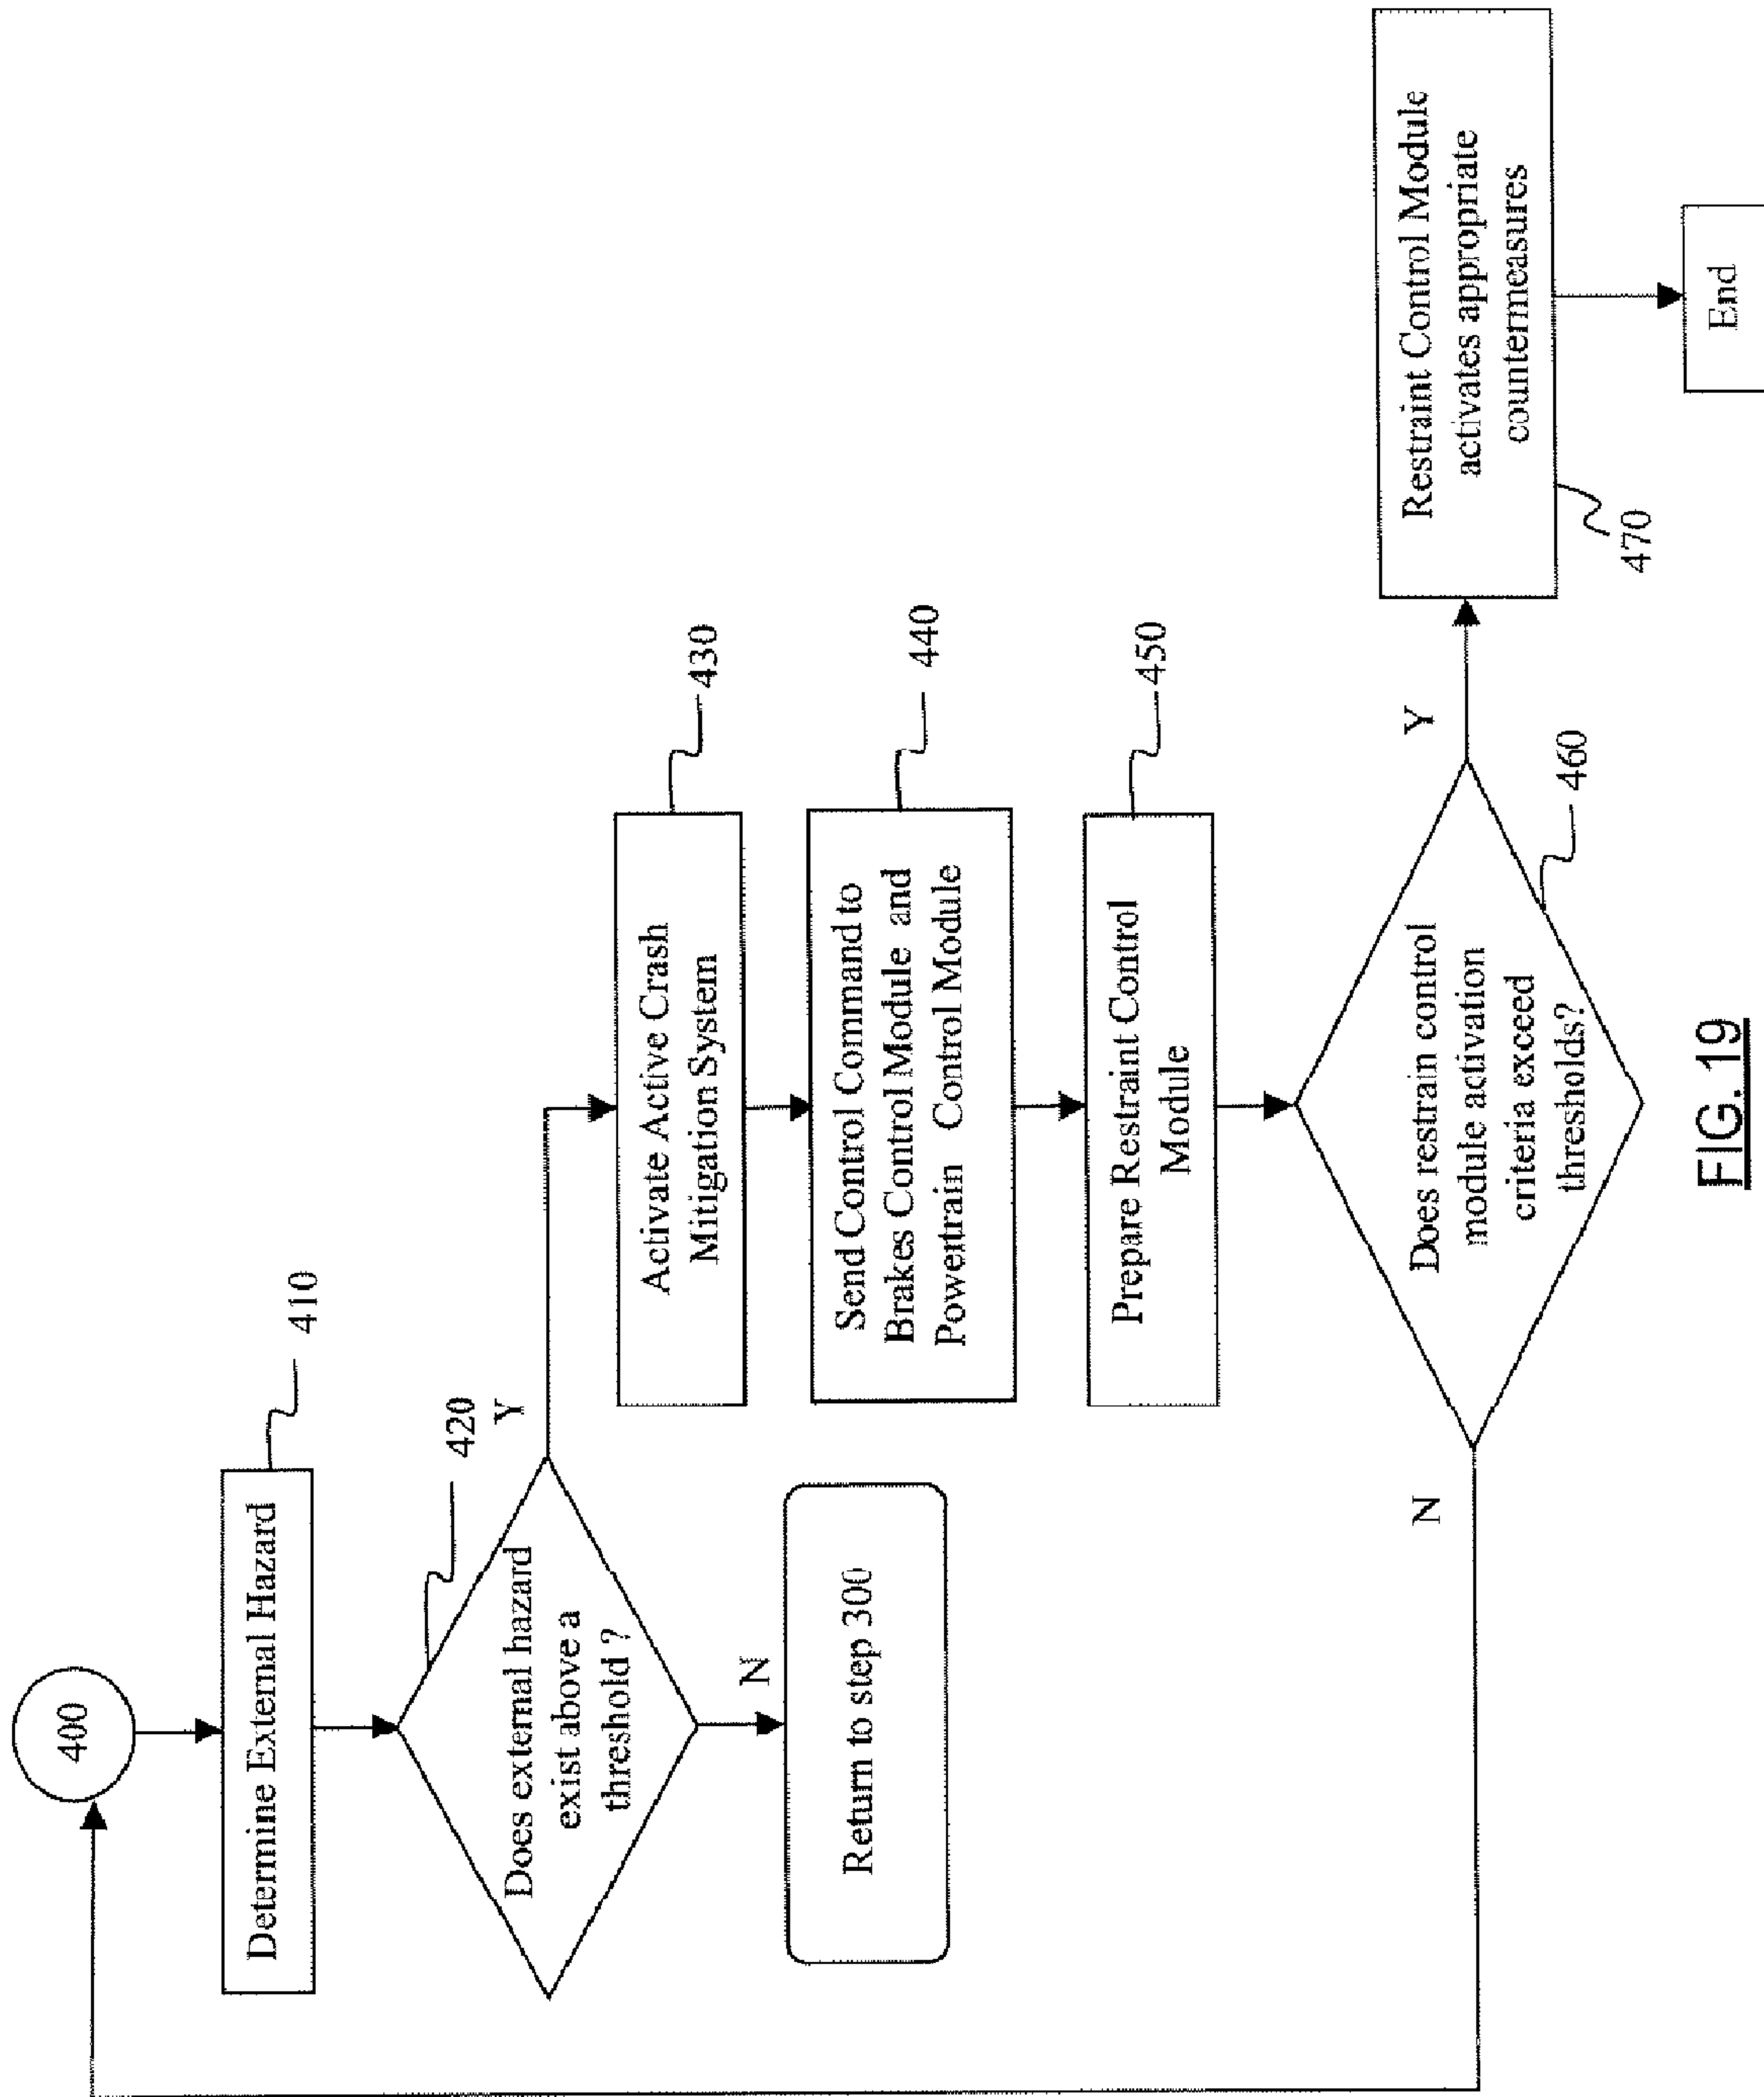 400
Determine External Hazard
410
420
Does external hazard
exist above a
threshold ?
Y
N
Return to step 300
Activate Active Crash
Mitigation System
430
Send Control Command to
Brakes Control Module and
Powertrain Control Module
440
Prepare Restraint Control
Module
450
Does restrain control
module activation
criteria exceed
thresholds?
460
N
Y
Restraint Control Module
activates appropriate
countermeasures
470
End
FIG.19